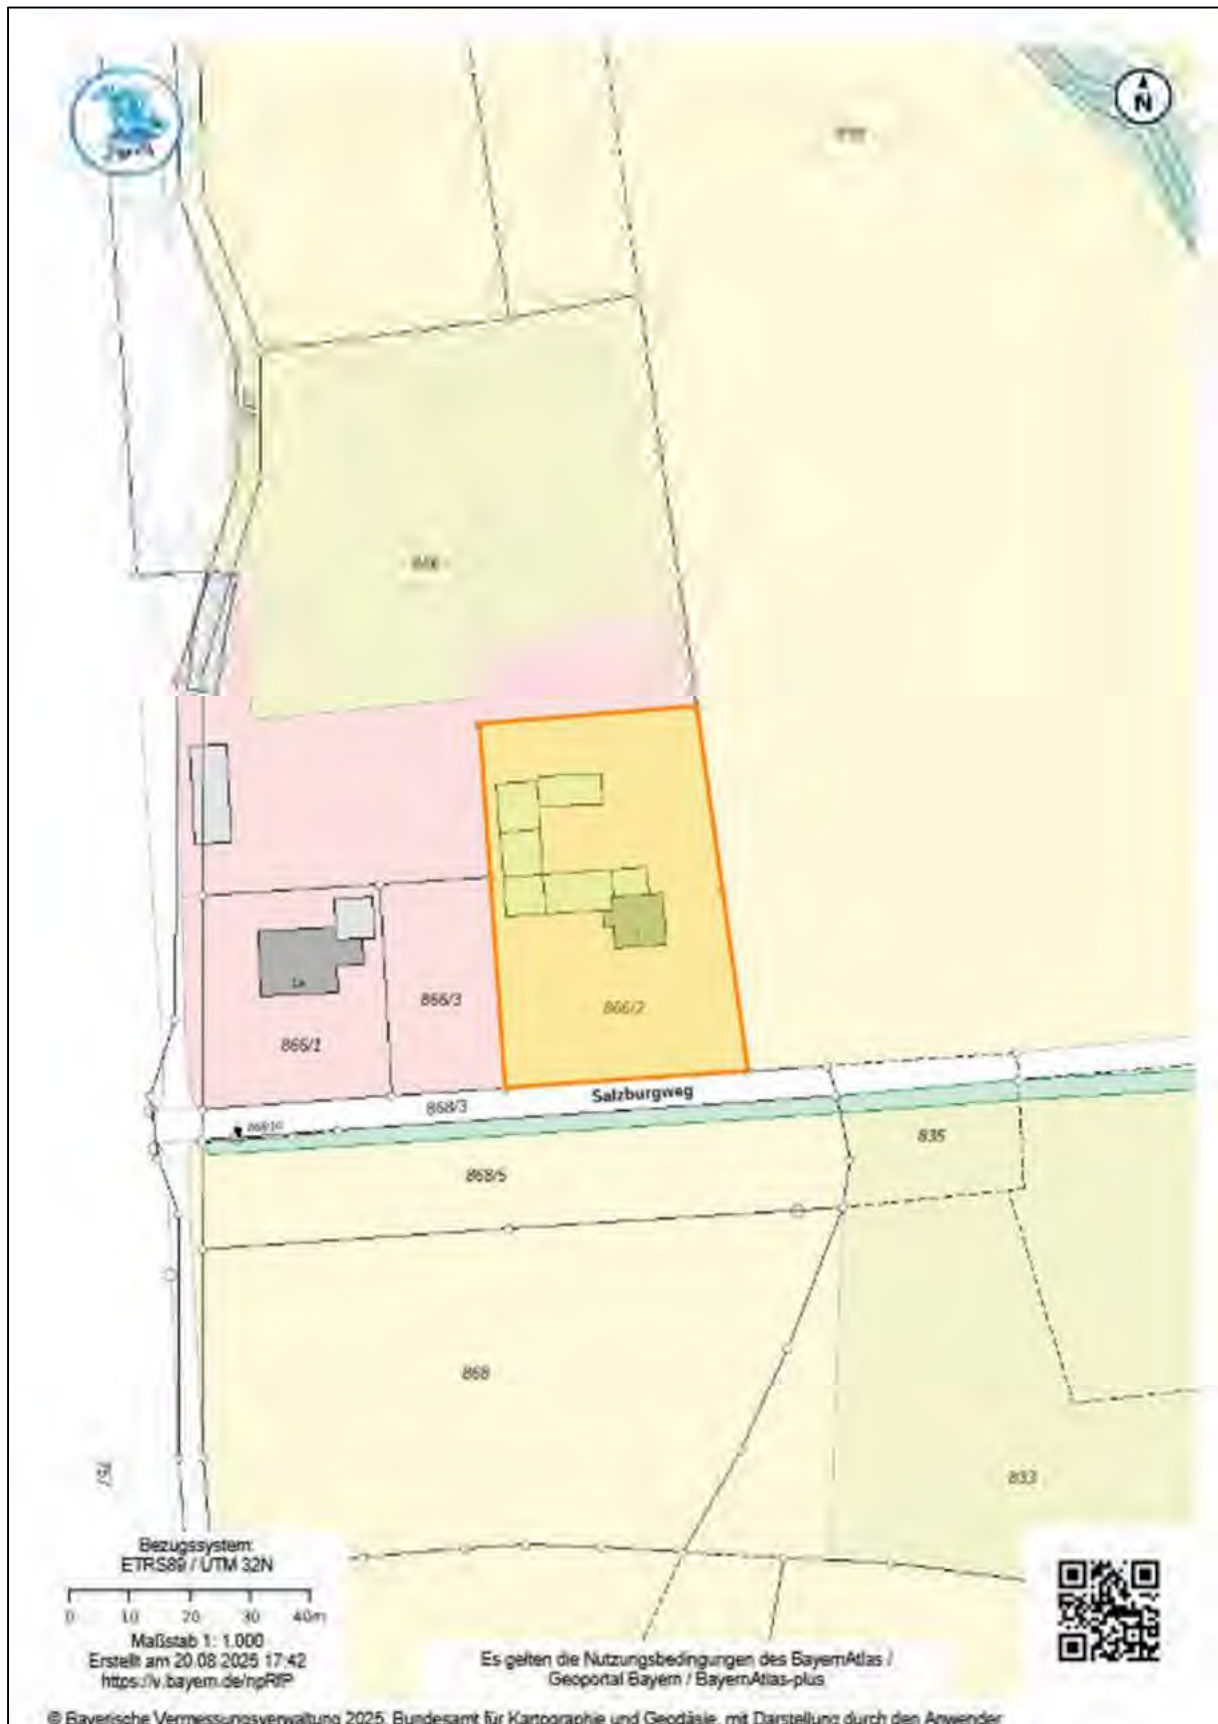 N
1a
866/3
866/2
866/1
Salzburgweg
868/3
835
868/5
868
833
Bezugssystem:
ETRS89 / UTM 32N
0 10 20 30 40m
Maßstab 1: 1.000
Erstellt am 20.08.2025 17:42
https://v.bayern.de/npRfP
Es gelten die Nutzungsbedingungen des BayernAtlas /
Geoportal Bayern / BayernAtlas-plus
© Bayerische Vermessungsverwaltung 2025, Bundesamt für Kartographie und Geodäsie, mit Darstellung durch den Anwender